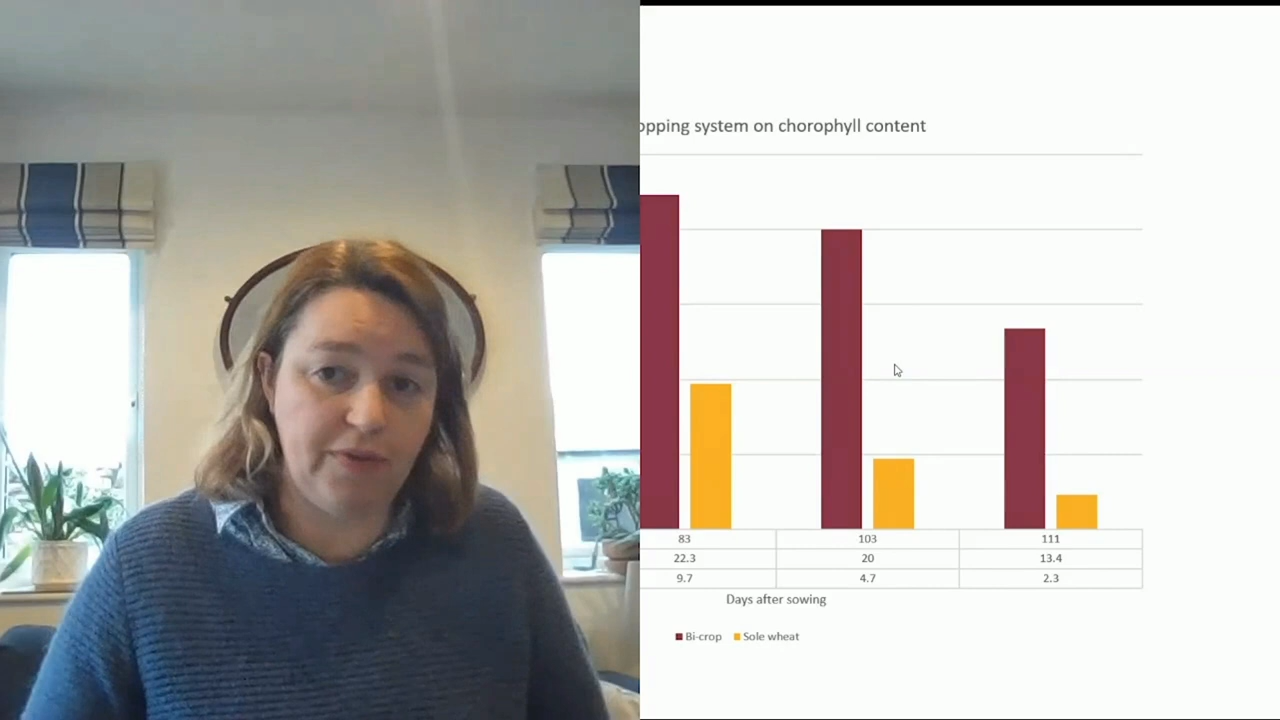 opping system on chorophyll content
83 103 111
22.3 20 13.4
9.7 4.7 2.3
Days after sowing
Bi-crop Sole wheat